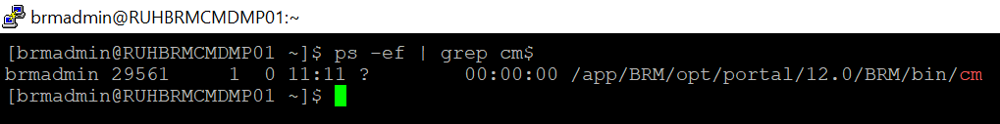 brmadmin@RUHBRMCMDMP01:~
[brmadmin@RUHBRMCMDMP01 ~]$ ps -ef | grep cm$
brmadmin 29561     1  0 11:11 ?        00:00:00 /app/BRM/opt/portal/12.0/BRM/bin/cm
[brmadmin@RUHBRMCMDMP01 ~]$